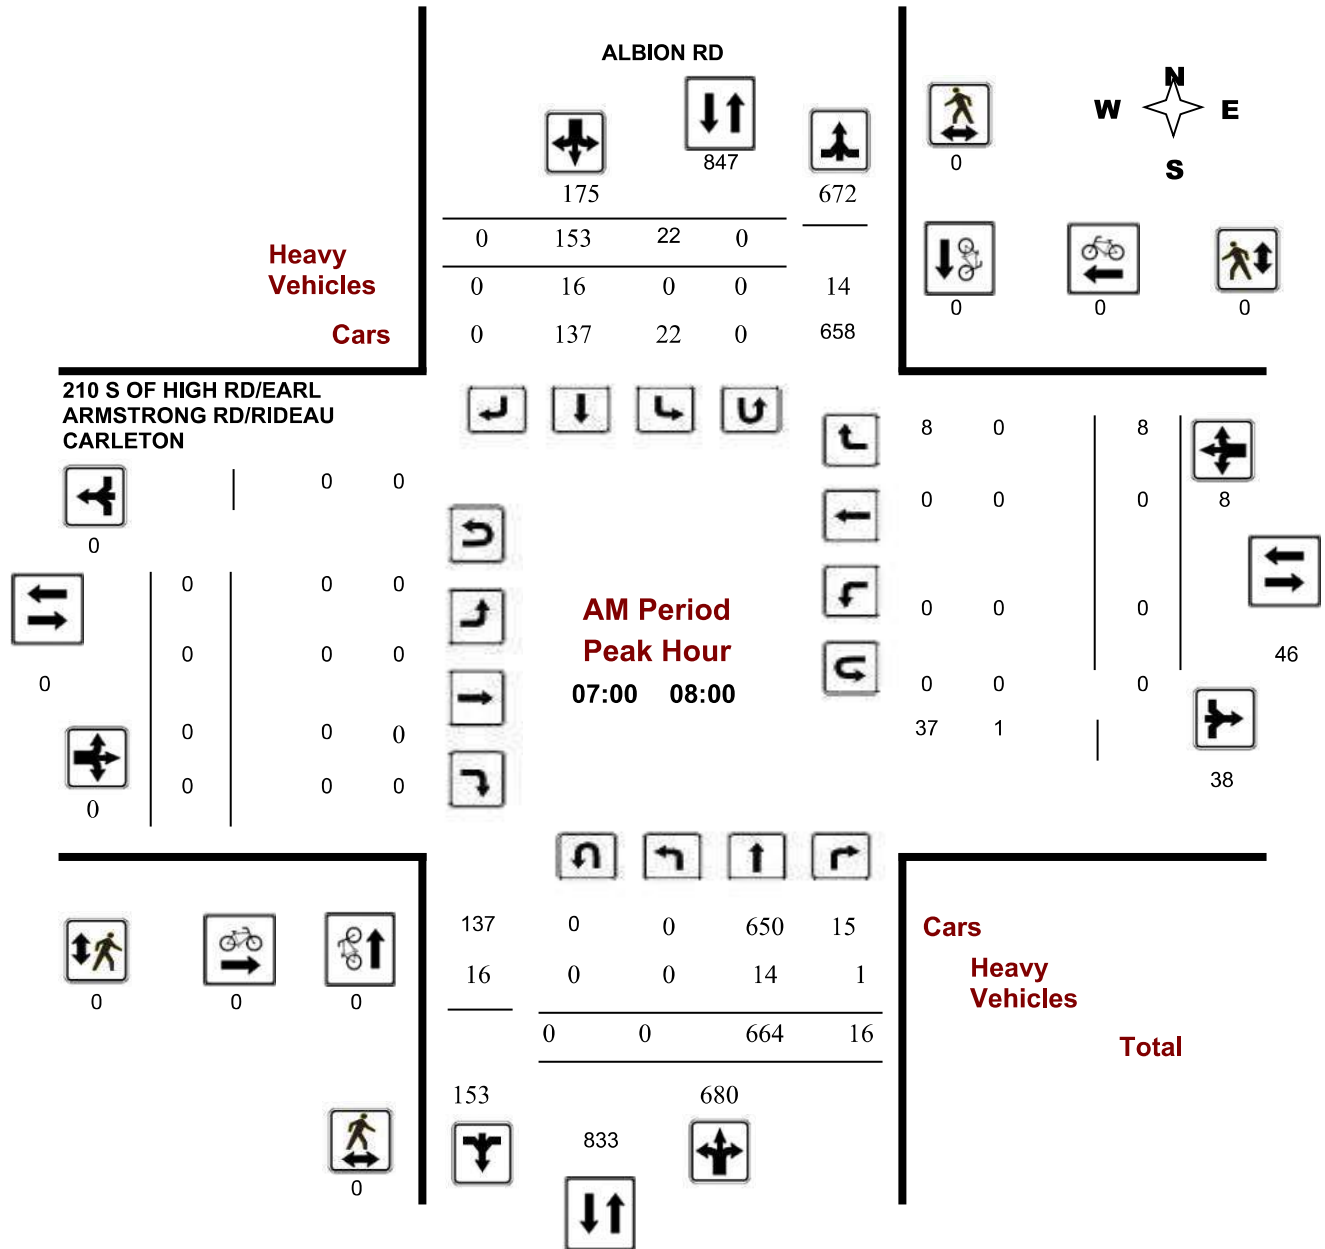 ALBION RD
N
W E
S
847
175
672
0
0 153 22 0
Heavy
Vehicles
0 16 0 0 14
Cars
0 137 22 0 658
0 0 0
210 S OF HIGH RD/EARL
ARMSTRONG RD/RIDEAU
CARLETON
8 0 8
0 0
0 0 0 8
0
0 0 0
0 0 0
AM Period
Peak Hour
07:00 08:00
0 0 0
46
0
0 0 0
37 1
0 0 0
38
0 0 0
0
137 0 0 650 15
Cars
16 0 0 14 1
Heavy
Vehicles
0 0 0
0 0 664 16
Total
153 680
833
0